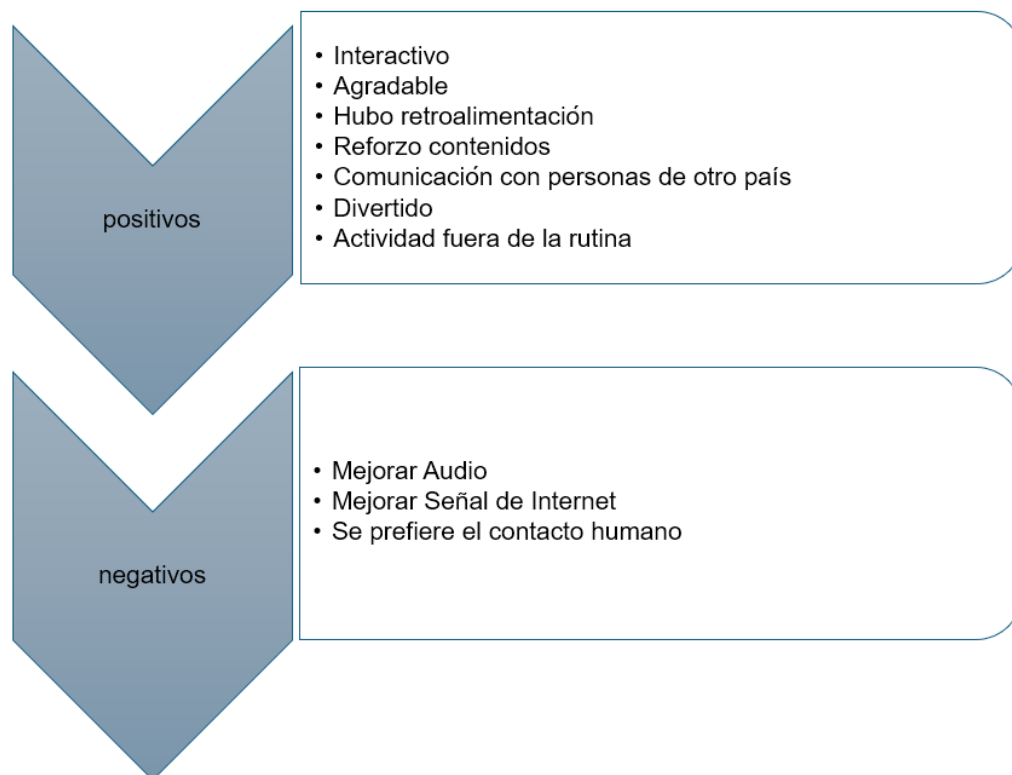 positivos
• Interactivo
• Agradable
• Hubo retroalimentación
• Reforzo contenidos
• Comunicación con personas de otro país
• Divertido
• Actividad fuera de la rutina
negativos
• Mejorar Audio
• Mejorar Señal de Internet
• Se prefiere el contacto humano